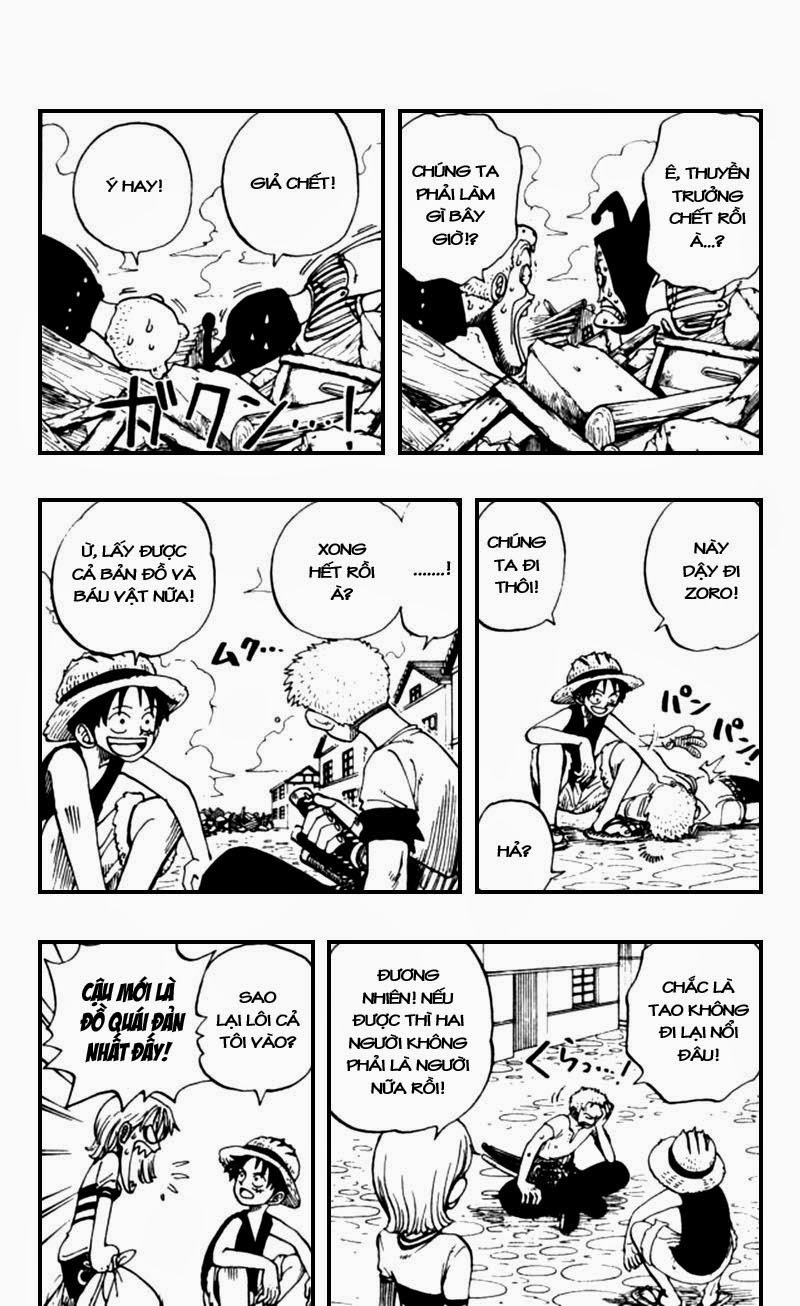 Ê, THUYỀN
TRƯỞNG
CHẾT RỒI
À...?
CHÚNG TA
PHẢI LÀM
GÌ BÂY
GIỜ!?
GIẢ CHẾT!
Ý HAY!
ガクン…!
NÀY
DẬY ĐI
ZORO!
CHÚNG
TA ĐI
THÔI!
パンパン!
HẢ?
.......!
XONG
HẾT RỒI
À?
Ừ, LẤY ĐƯỢC
CẢ BẢN ĐỒ VÀ
BÁU VẬT NỮA!
ムク…
CHẮC LÀ
TAO KHÔNG
ĐI LẠI NỔI
ĐÂU!
ĐƯƠNG
NHIÊN! NẾU
ĐƯỢC THÌ HAI
NGƯỜI KHÔNG
PHẢI LÀ NGƯỜI
NỮA RỒI!
くらっ…!
SAO
LẠI LÔI CẢ
TÔI VÀO?
CẬU MỚI LÀ
ĐỒ QUÁI ĐẢN
NHẤT ĐẤY!